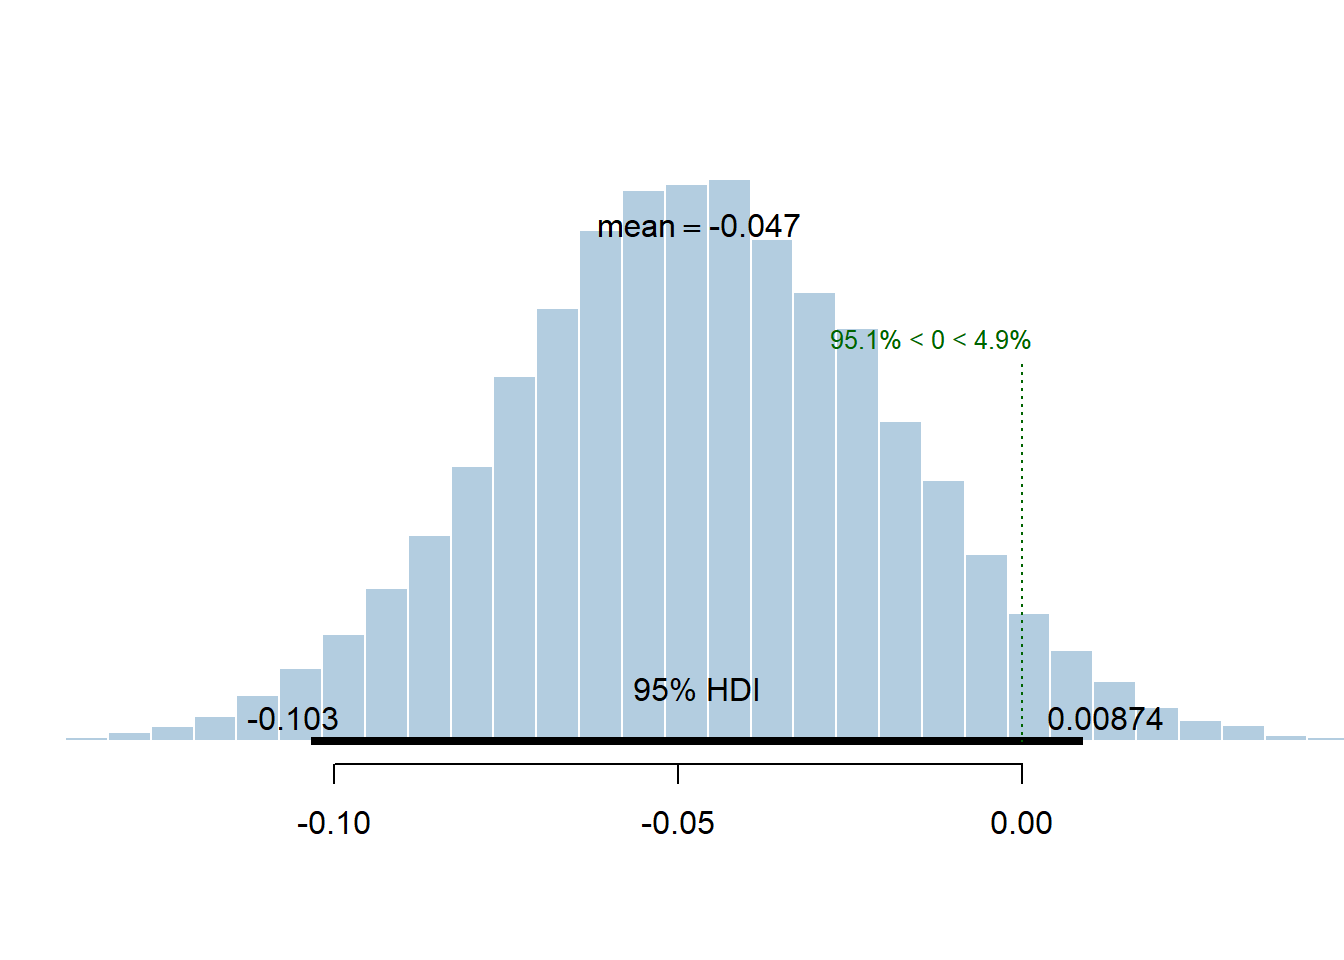 mean = -0.047
95.1% < 0 < 4.9%
95% HDI
-0.103
0.00874
-0.10
-0.05
0.00